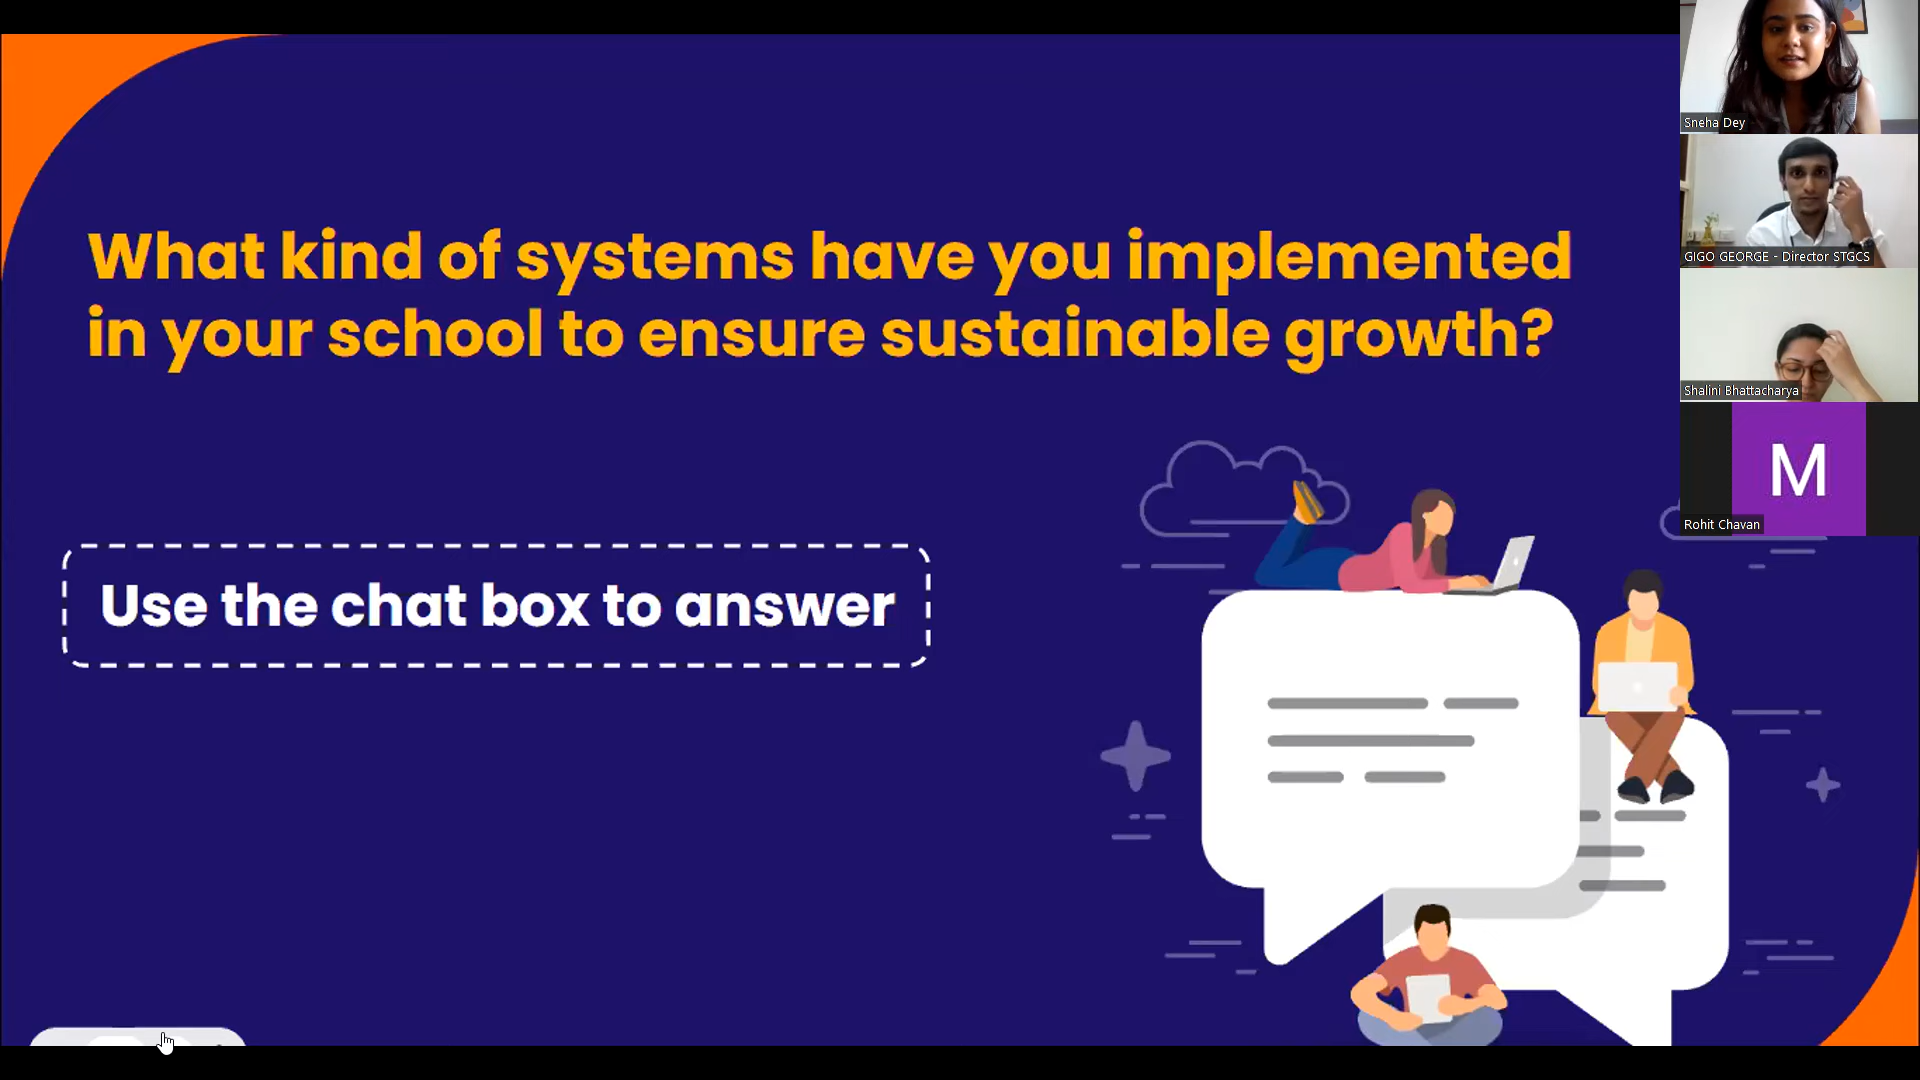 What kind of systems have you implemented
in your school to ensure sustainable growth?
Use the chat box to answer
Sneha Dey
GIGO GEORGE - Director STGCS
Shalini Bhattacharya
M
Rohit Chavan